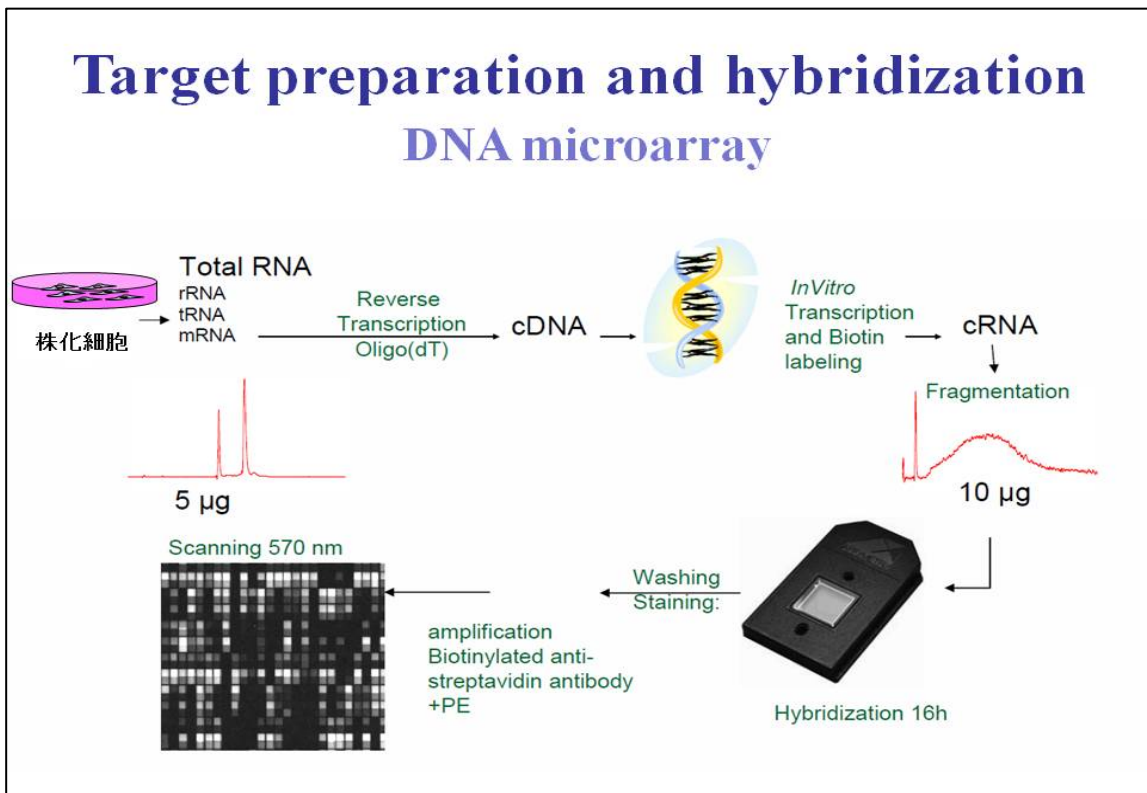 Target preparation and hybridization
DNA microarray
株化細胞
Total RNA
rRNA
tRNA
mRNA
Reverse
Transcription
Oligo(dT)
cDNA
InVitro
Transcription
and Biotin
labeling
cRNA
Fragmentation
5 µg
10 µg
Scanning 570 nm
Washing
Staining:
amplification
Biotinylated anti-
streptavidin antibody
+PE
Hybridization 16h